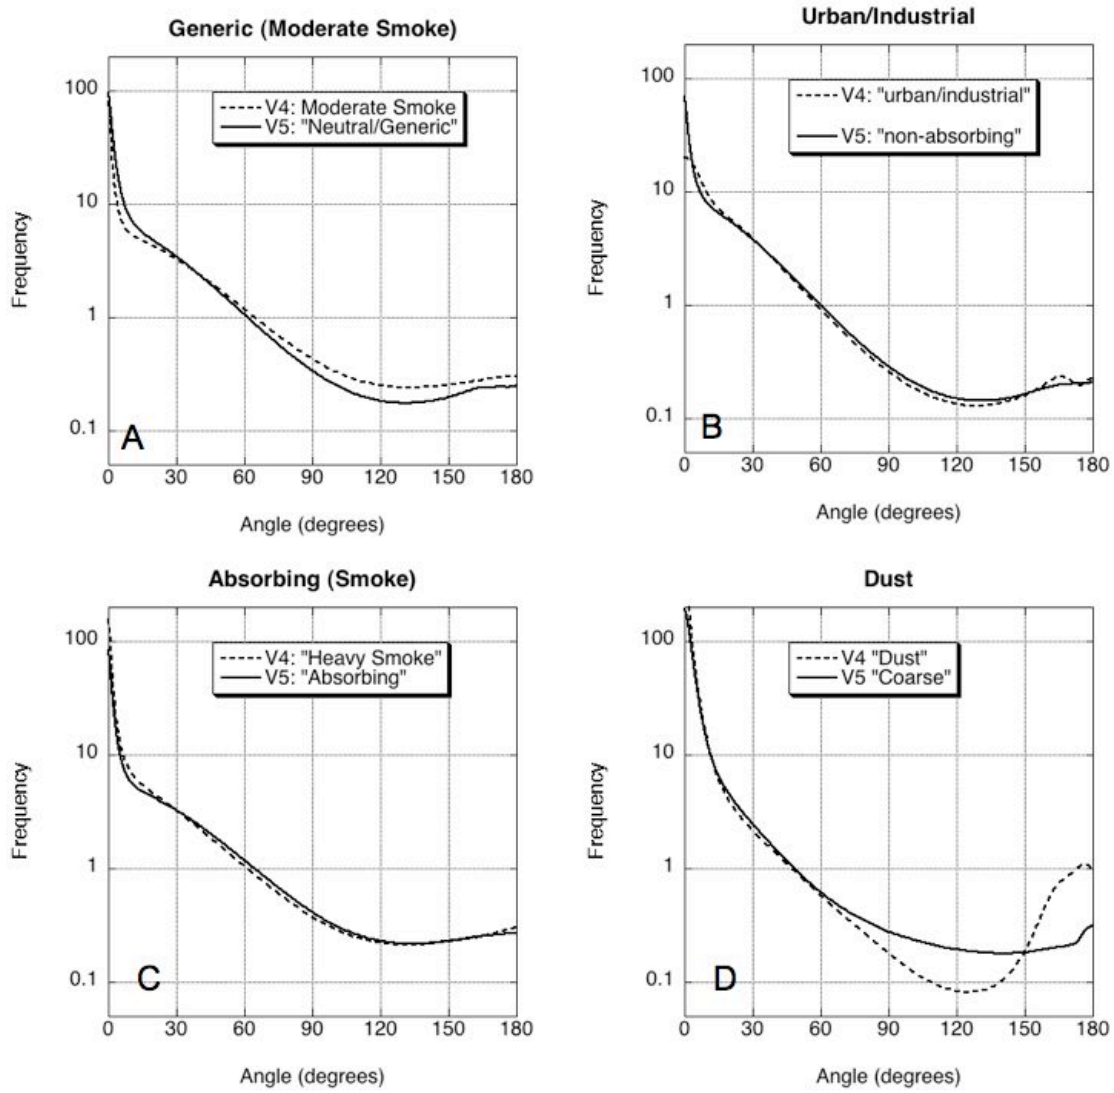 Generic (Moderate Smoke)
100
10
1
0.1
Frequency
V4: Moderate Smoke
V5: "Neutral/Generic"
A
0 30 60 90 120 150 180
Angle (degrees)
Urban/Industrial
100
10
1
0.1
Frequency
V4: "urban/industrial"
V5: "non-absorbing"
B
0 30 60 90 120 150 180
Angle (degrees)
Absorbing (Smoke)
100
10
1
0.1
Frequency
V4: "Heavy Smoke"
V5: "Absorbing"
C
0 30 60 90 120 150 180
Angle (degrees)
Dust
100
10
1
0.1
Frequency
V4 "Dust"
V5 "Coarse"
D
0 30 60 90 120 150 180
Angle (degrees)